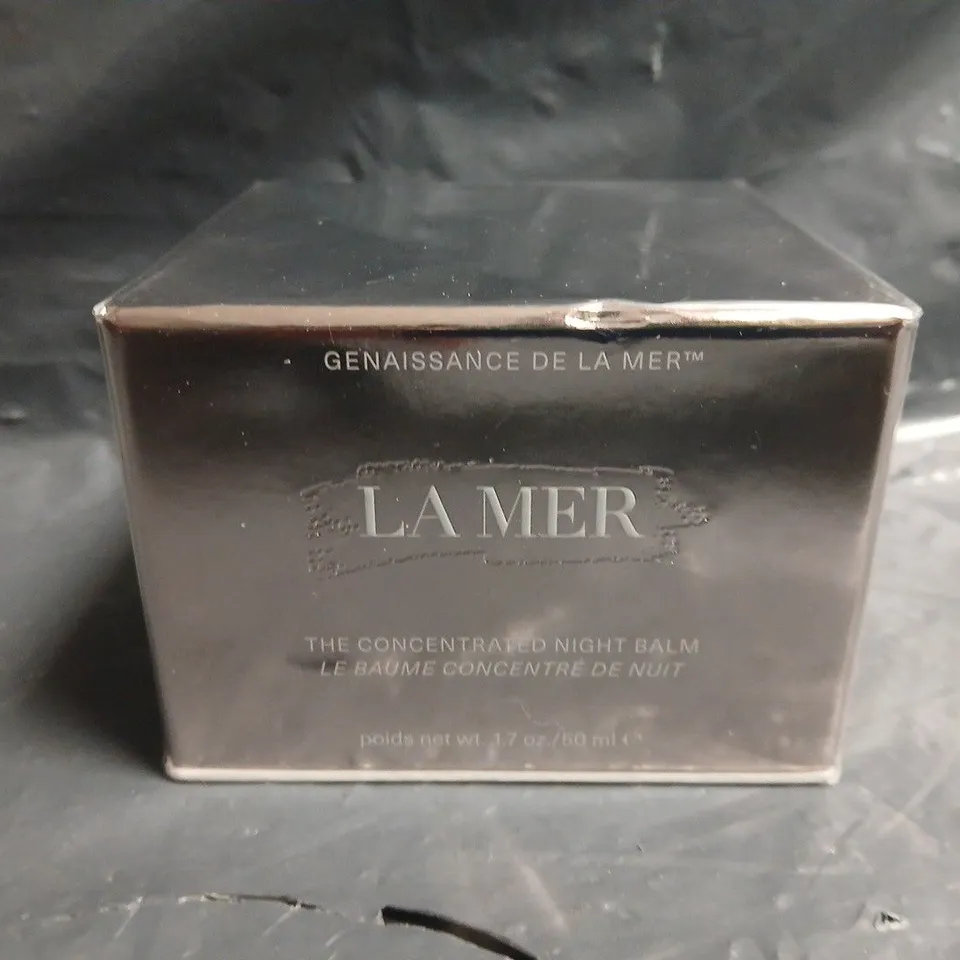 GENAISSANCE DE LA MER™
LA MER
THE CONCENTRATED NIGHT BALM
LE BAUME CONCENTRÉ DE NUIT
poids net wt. 1.7 oz./50 ml ℮